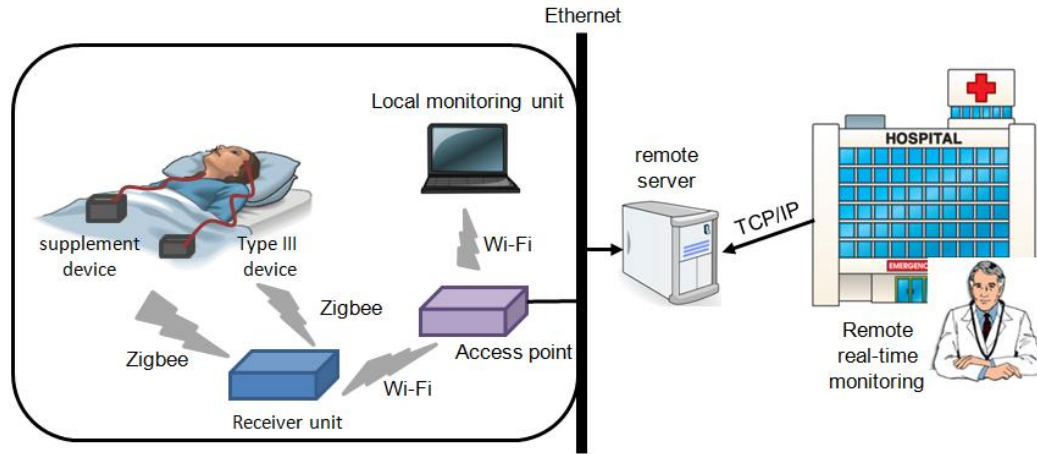 Ethernet
Local monitoring unit
HOSPITAL
remote
server
TCP/IP
Wi-Fi
supplement
device
Type III
device
EMERGENC
Zigbee
Zigbee
Access point
Wi-Fi
Receiver unit
Remote
real-time
monitoring